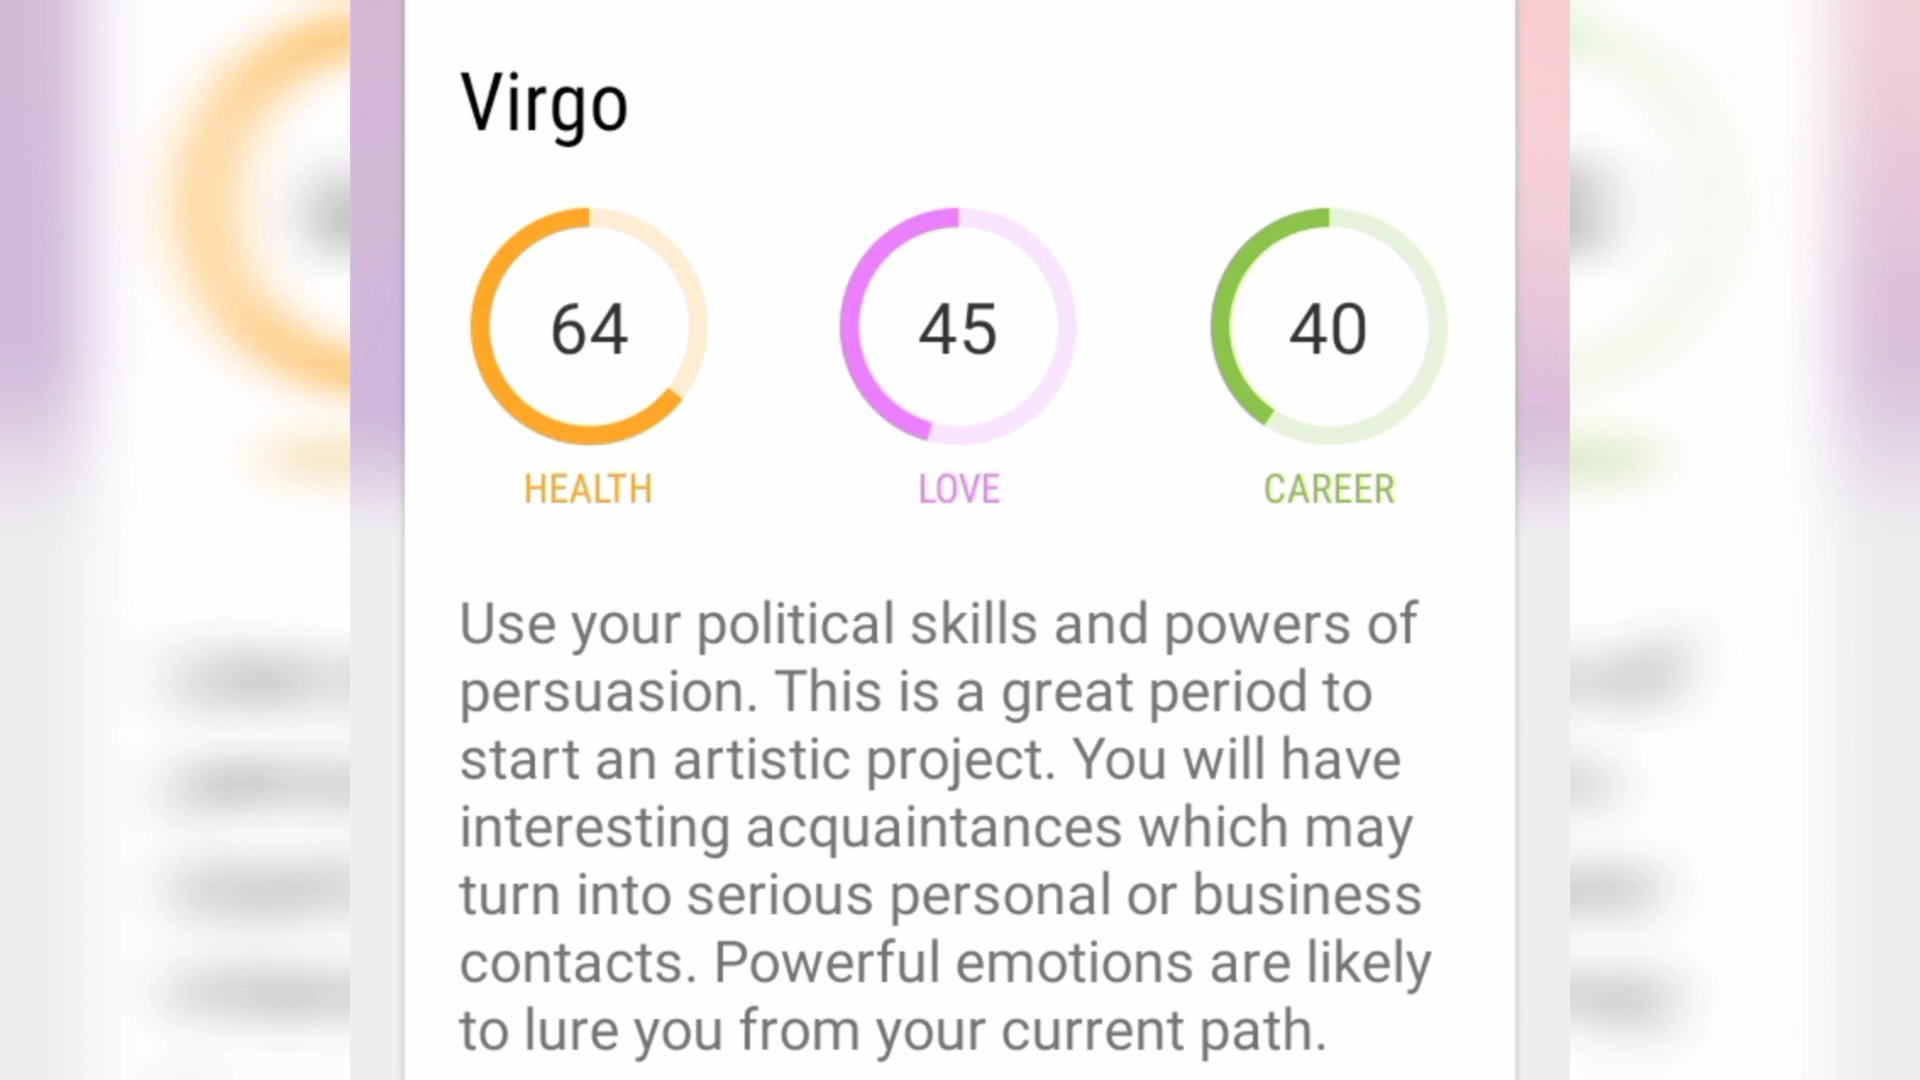 Virgo
64 45 40
HEALTH LOVE CAREER
Use your political skills and powers of
persuasion. This is a great period to
start an artistic project. You will have
interesting acquaintances which may
turn into serious personal or business
contacts. Powerful emotions are likely
to lure you from your current path.